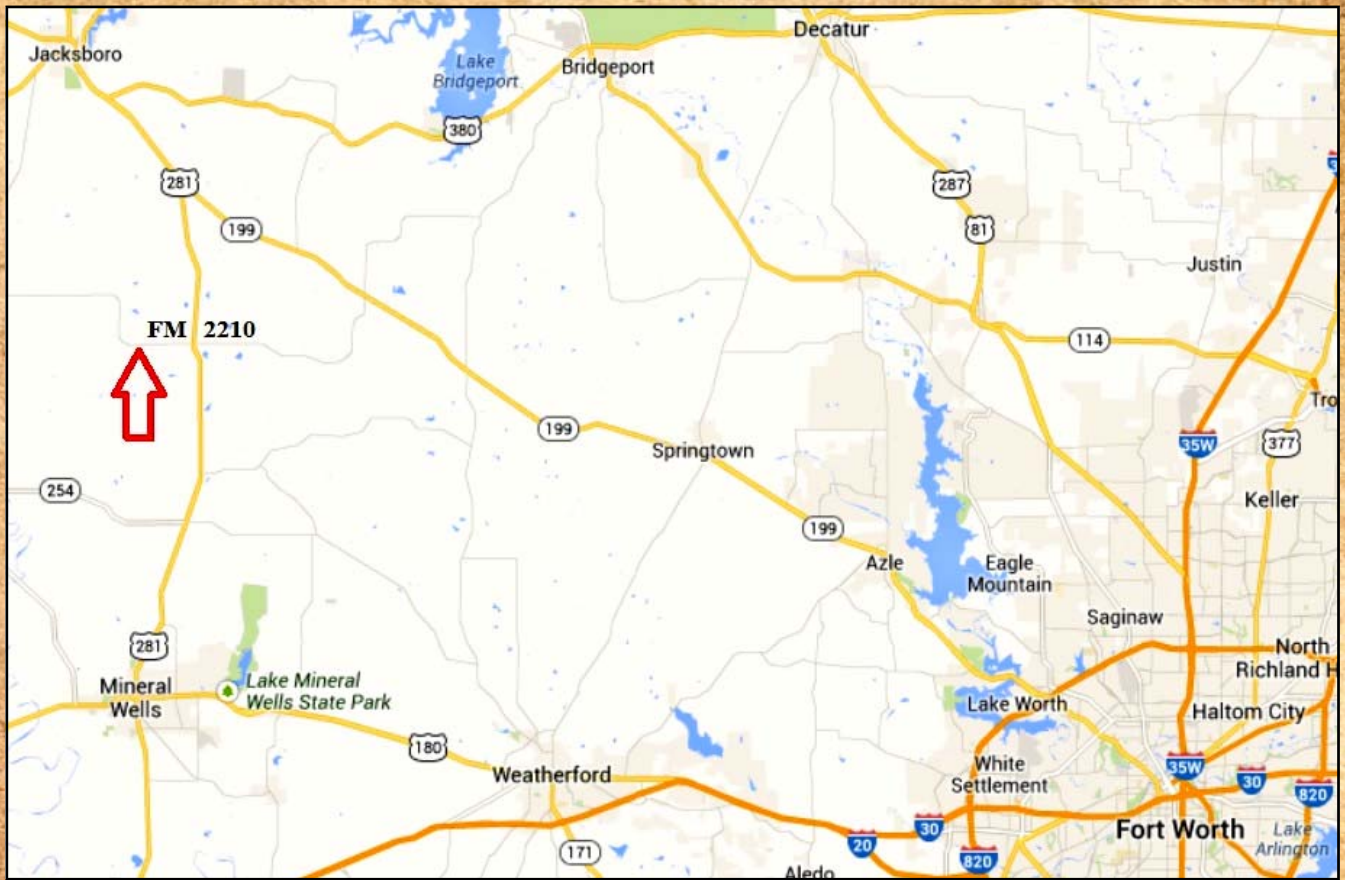 Jacksboro
Decatur
Lake
Bridgeport
Bridgeport
380
281
287
199
81
Justin
FM 2210
114
Tro
199
35W
377
Springtown
254
Keller
199
Azle
Eagle
Mountain
Saginaw
281
North
Richland H
Mineral
Wells
Lake Mineral
Wells State Park
Lake Worth
Haltom City
180
Weatherford
White
Settlement
35W
30
820
30
Fort Worth
Lake
Arlington
171
20
820
Aledo